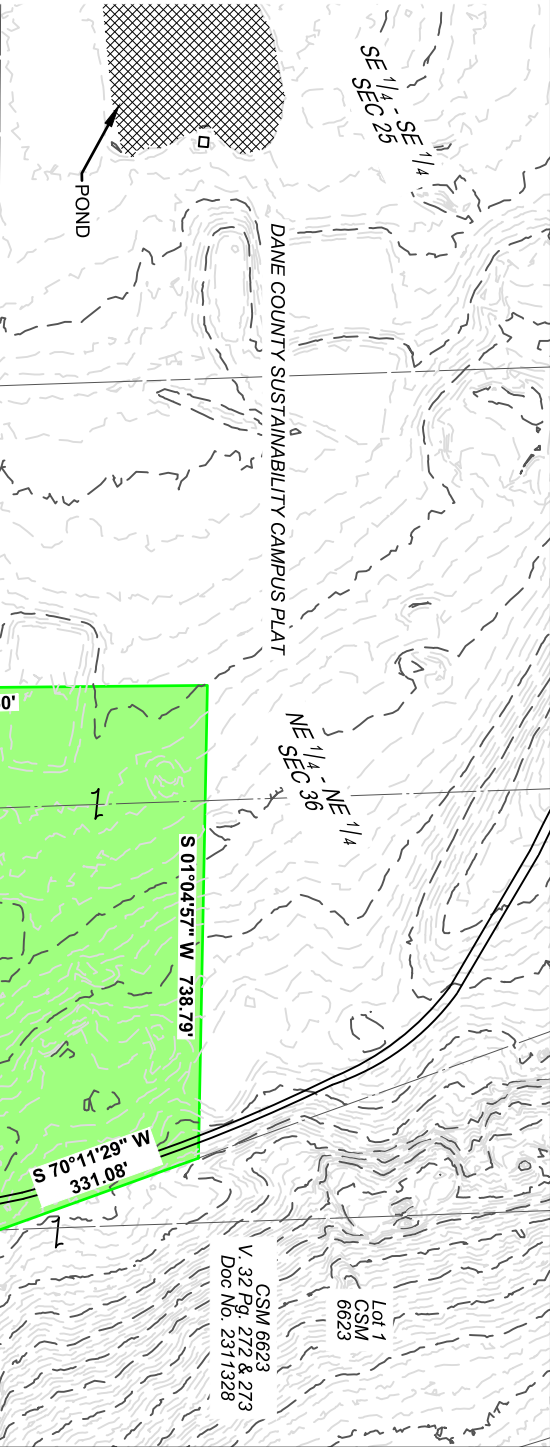 SE 1/4 - SE 1/4
SEC 25
POND
DANE COUNTY SUSTAINABILITY CAMPUS PLAT
NE 1/4 - NE 1/4
SEC 36
0'
S 01°04'57" W 738.79'
S 70°11'29" W
331.08'
Lot 1
CSM
6623
CSM 6623
V. 32 Pg. 272 & 273
Doc No. 2311328